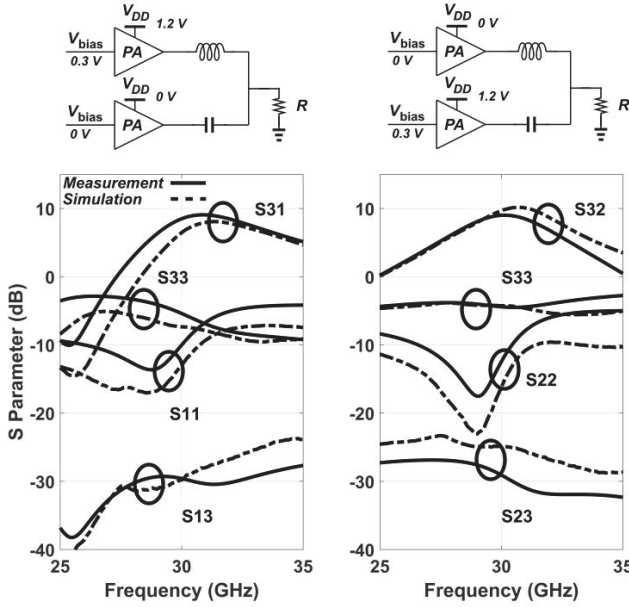 VDD 1.2 V
Vbias
0.3 V
PA
VDD 0 V
Vbias
0 V
PA
R
VDD 0 V
Vbias
0 V
PA
VDD 1.2 V
Vbias
0.3 V
PA
R
Measurement
Simulation
S31
S33
S11
S13
S Parameter (dB)
10
0
-10
-20
-30
-40
25
30
35
Frequency (GHz)
S32
S33
S22
S23
10
0
-10
-20
-30
-40
25
30
35
Frequency (GHz)